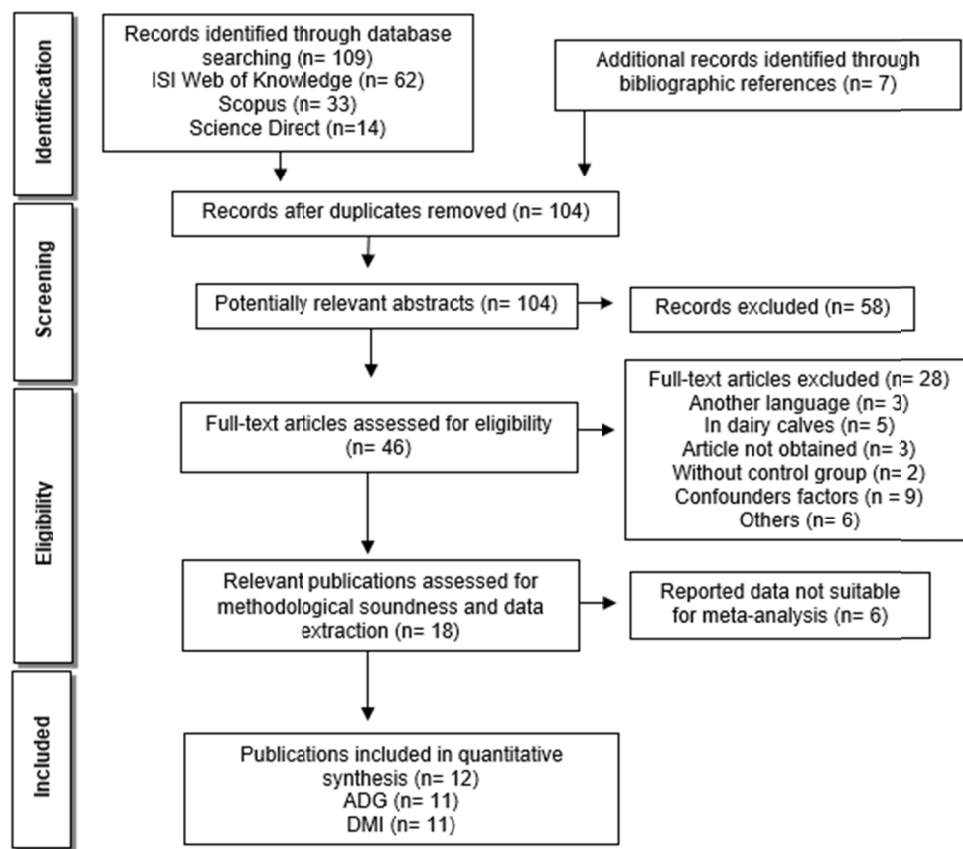 Identification
Records identified through database
searching (n= 109)
ISI Web of Knowledge (n= 62)
Scopus (n= 33)
Science Direct (n=14)
Additional records identified through
bibliographic references (n= 7)
Screening
Records after duplicates removed (n= 104)
Potentially relevant abstracts (n= 104)
Records excluded (n= 58)
Eligibility
Full-text articles assessed for eligibility
(n= 46)
Full-text articles excluded (n= 28)
Another language (n= 3)
In dairy calves (n= 5)
Article not obtained (n= 3)
Without control group (n= 2)
Confounders factors (n = 9)
Others (n= 6)
Relevant publications assessed for
methodological soundness and data
extraction (n= 18)
Reported data not suitable
for meta-analysis (n= 6)
Included
Publications included in quantitative
synthesis (n= 12)
ADG (n= 11)
DMI (n= 11)